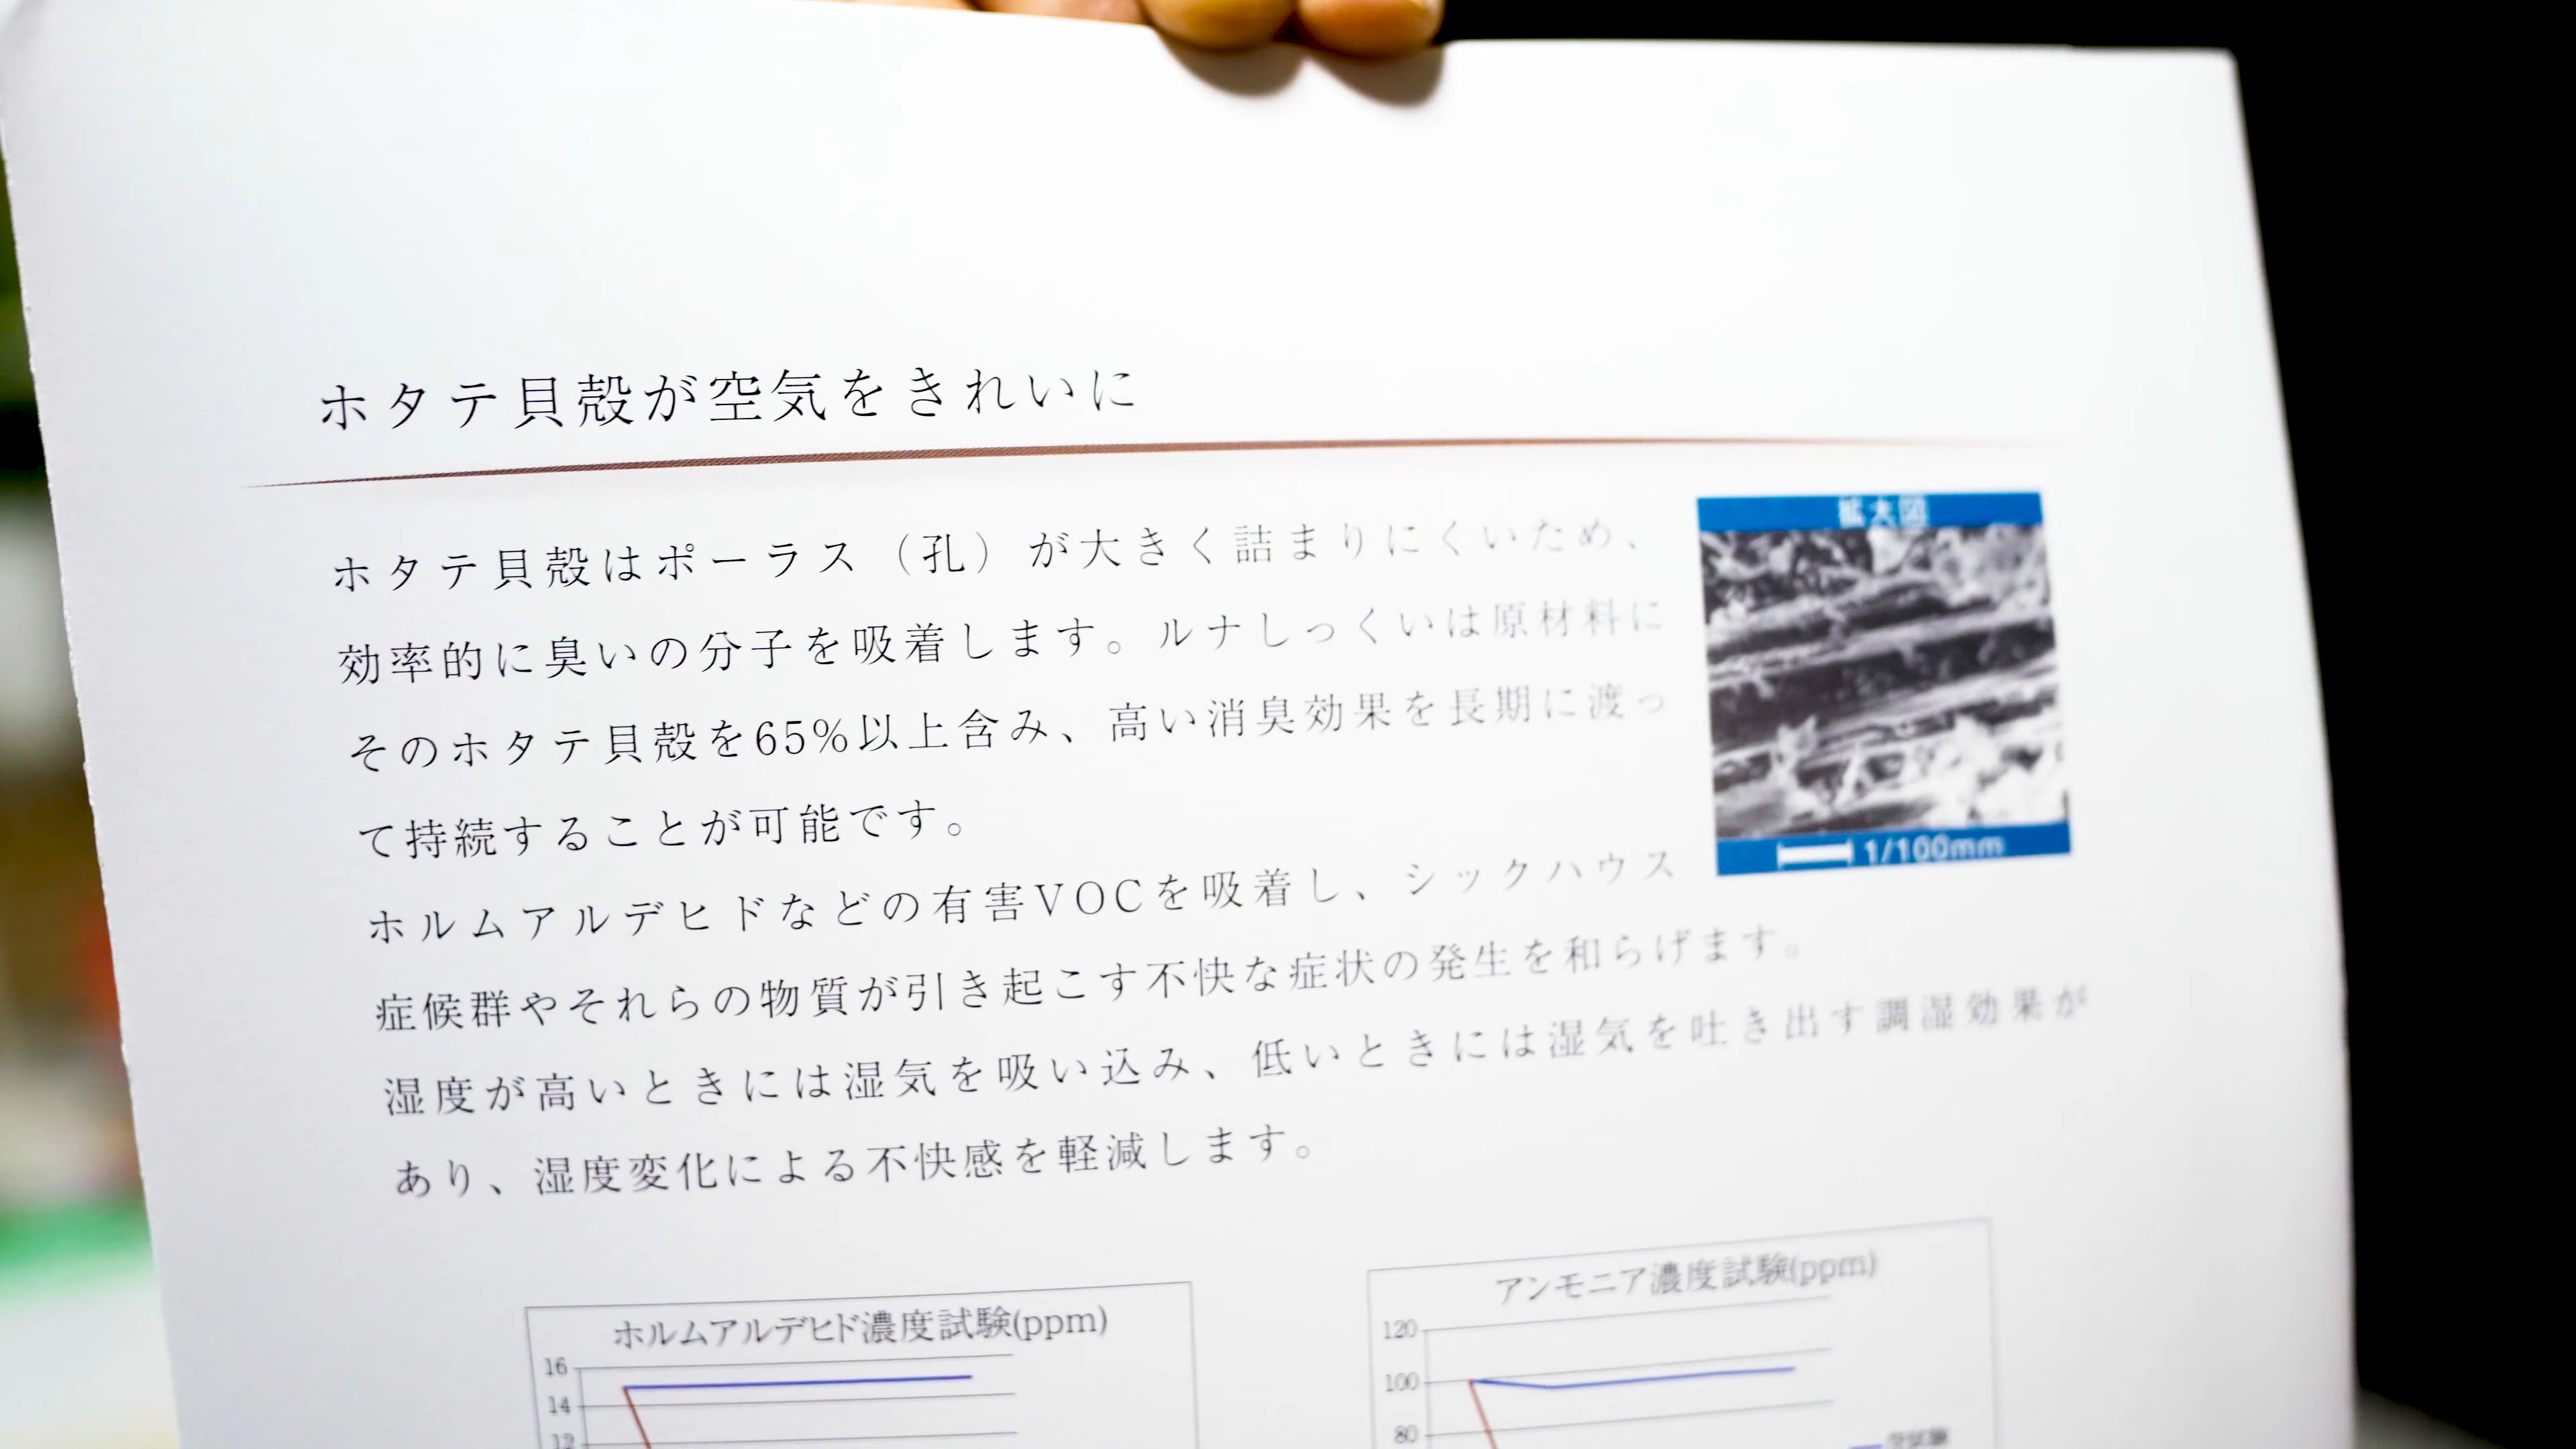 ホタテ貝殻が空気をきれいに
ホタテ貝殻はポーラス（孔）が大きく詰まりにくいため、
効率的に臭いの分子を吸着します。ルナしっくいは原材料に
そのホタテ貝殻を65%以上含み、高い消臭効果を長期に渡っ
て持続することが可能です。
ホルムアルデヒドなどの有害VOCを吸着し、シックハウス
症候群やそれらの物質が引き起こす不快な症状の発生を和らげます。
湿度が高いときには湿気を吸い込み、低いときには湿気を吐き出す調湿効果が
あり、湿度変化による不快感を軽減します。
拡大図
1/100mm
ホルムアルデヒド濃度試験(ppm)
16
14
12
アンモニア濃度試験(ppm)
120
100
80